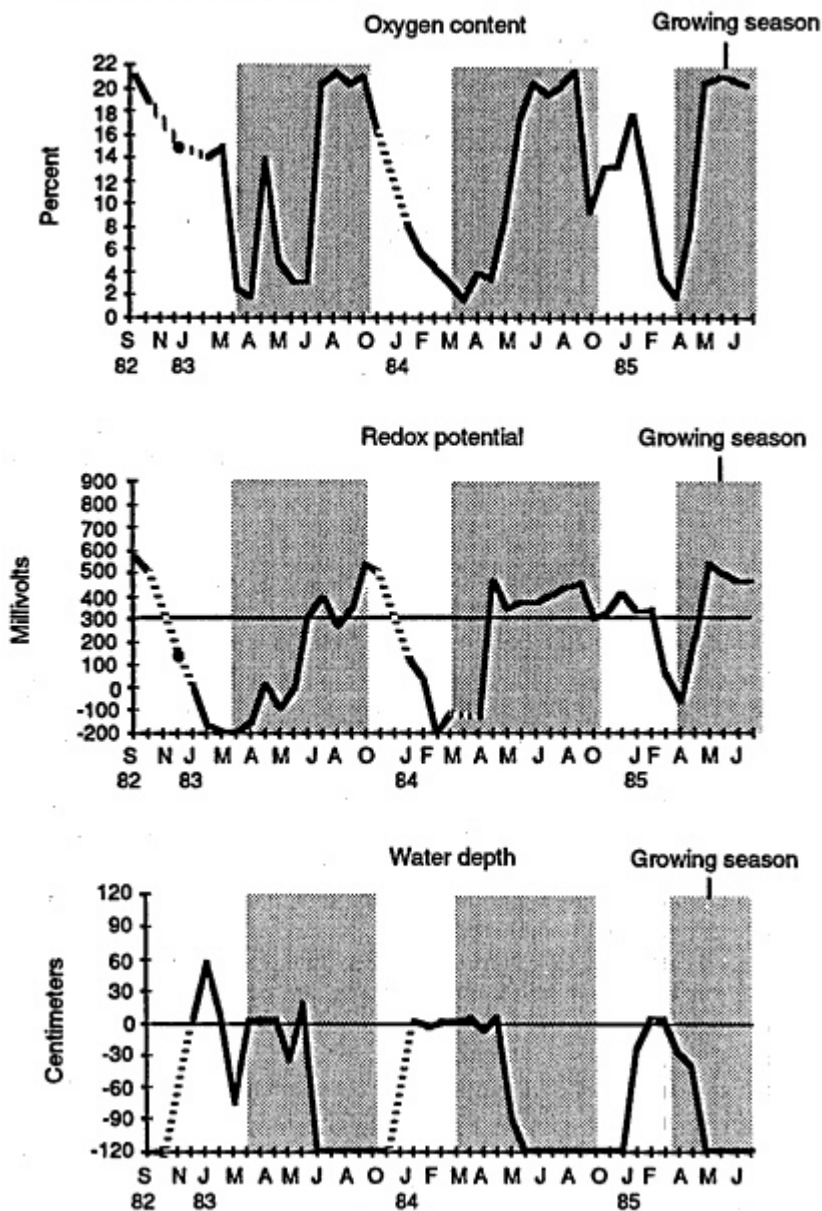 Oxygen content
Growing season
Percent
22
20
18
16
14
12
10
8
6
4
2
0
S N J M A J A O J F M M J A O J F A M J
82 83 84 85
Redox potential
Growing season
Millivolts
900
800
700
600
500
400
300
200
100
0
-100
-200
S N J M A J J O J F M M J A O J F A M J
82 83 84 85
Water depth
Growing season
Centimeters
120
90
60
30
0
-30
-60
-90
-120
S N J M A M J A O J F M M J A O J F A M J
82 83 84 85